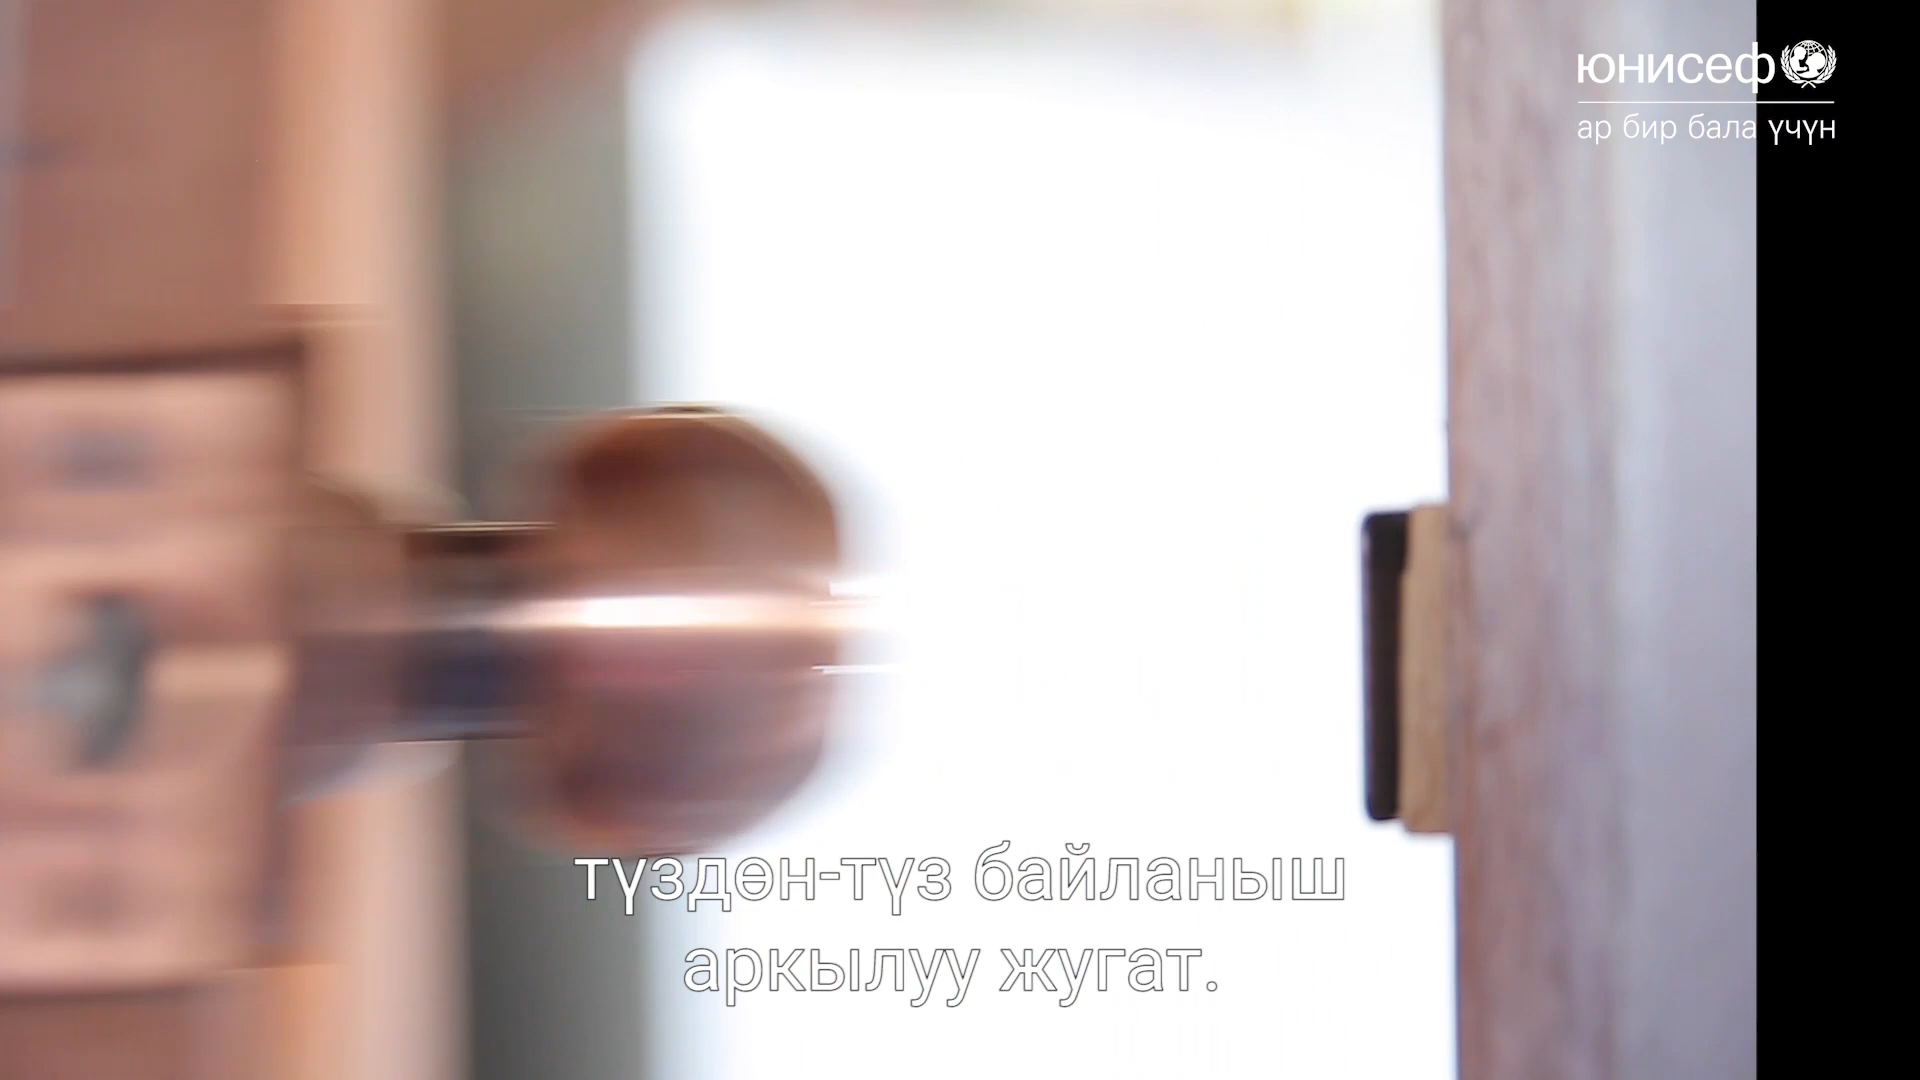 юнисеф
ар бир бала үчүн
түздөн-түз байланыш
аркылуу жугат.